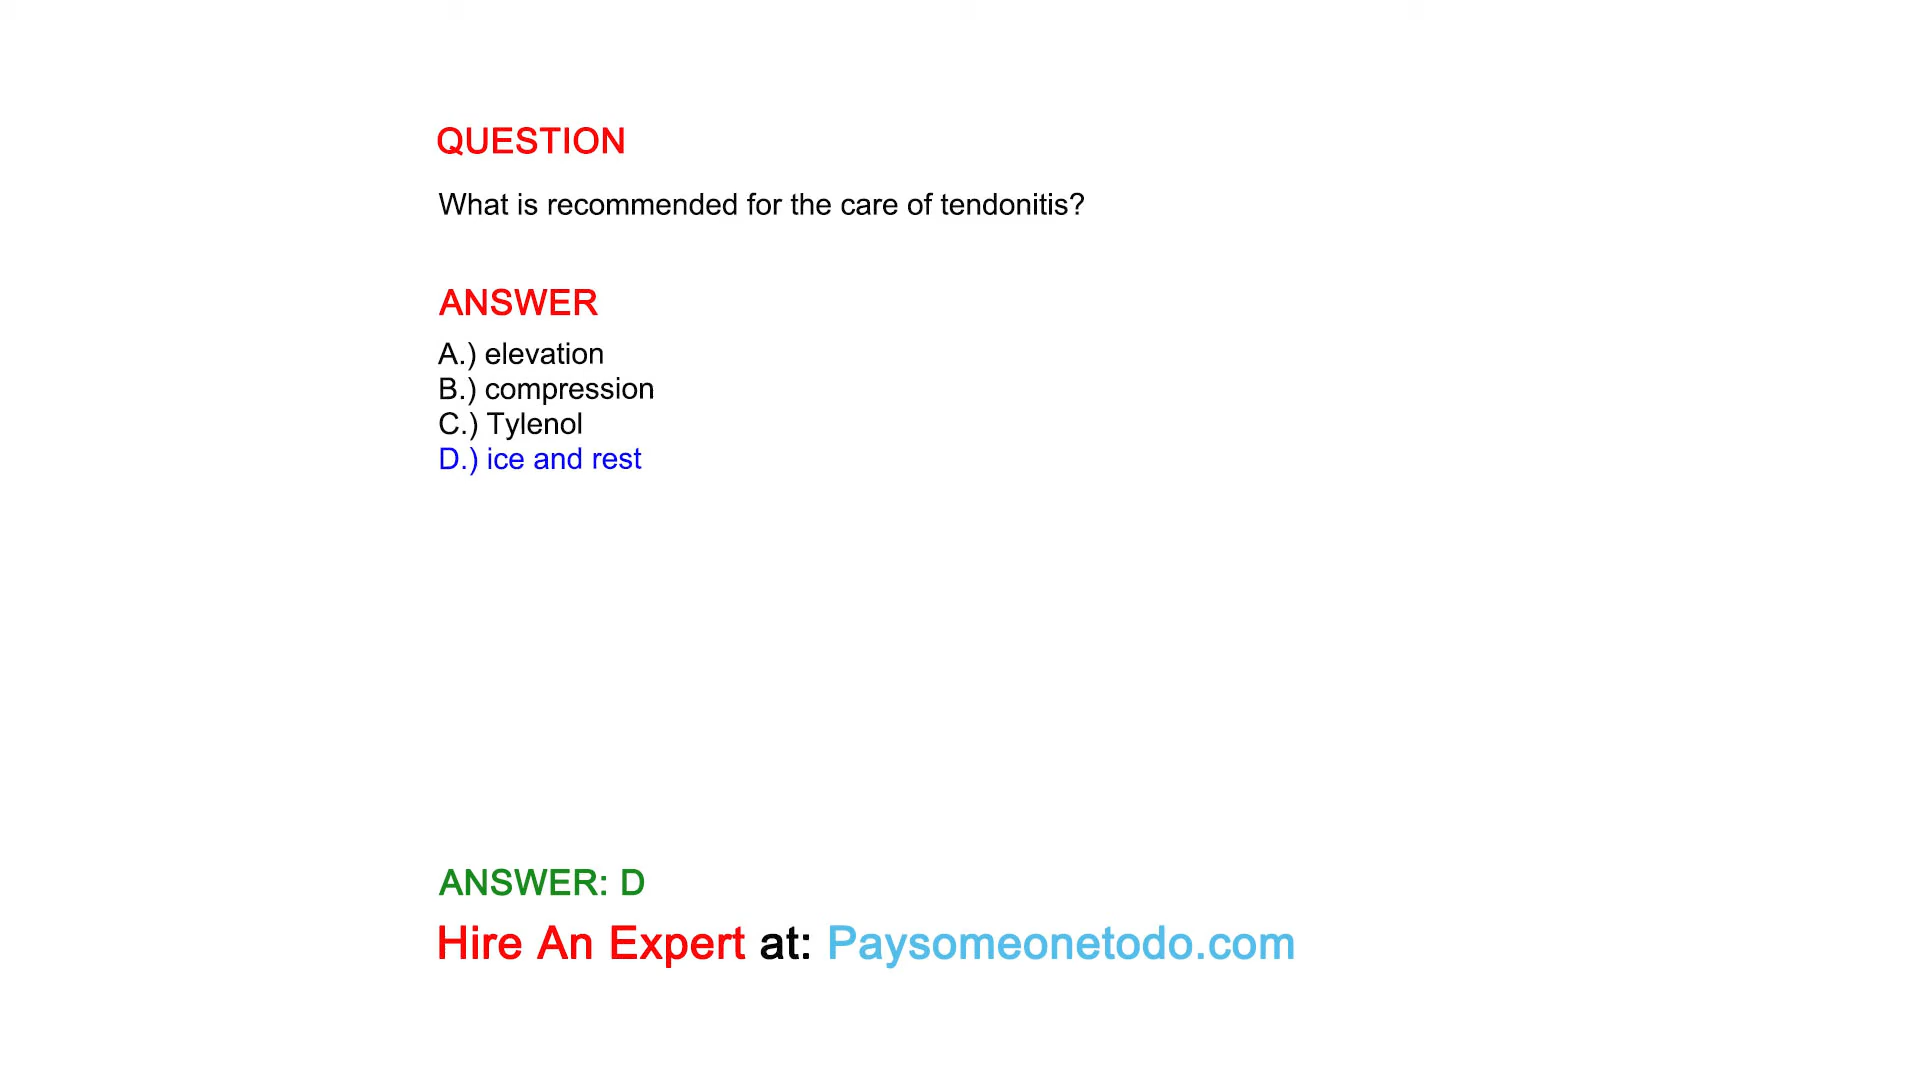 QUESTION
What is recommended for the care of tendonitis?
ANSWER
A.) elevation
B.) compression
C.) Tylenol
D.) ice and rest
ANSWER: D
Hire An Expert at: Paysomeonetodo.com